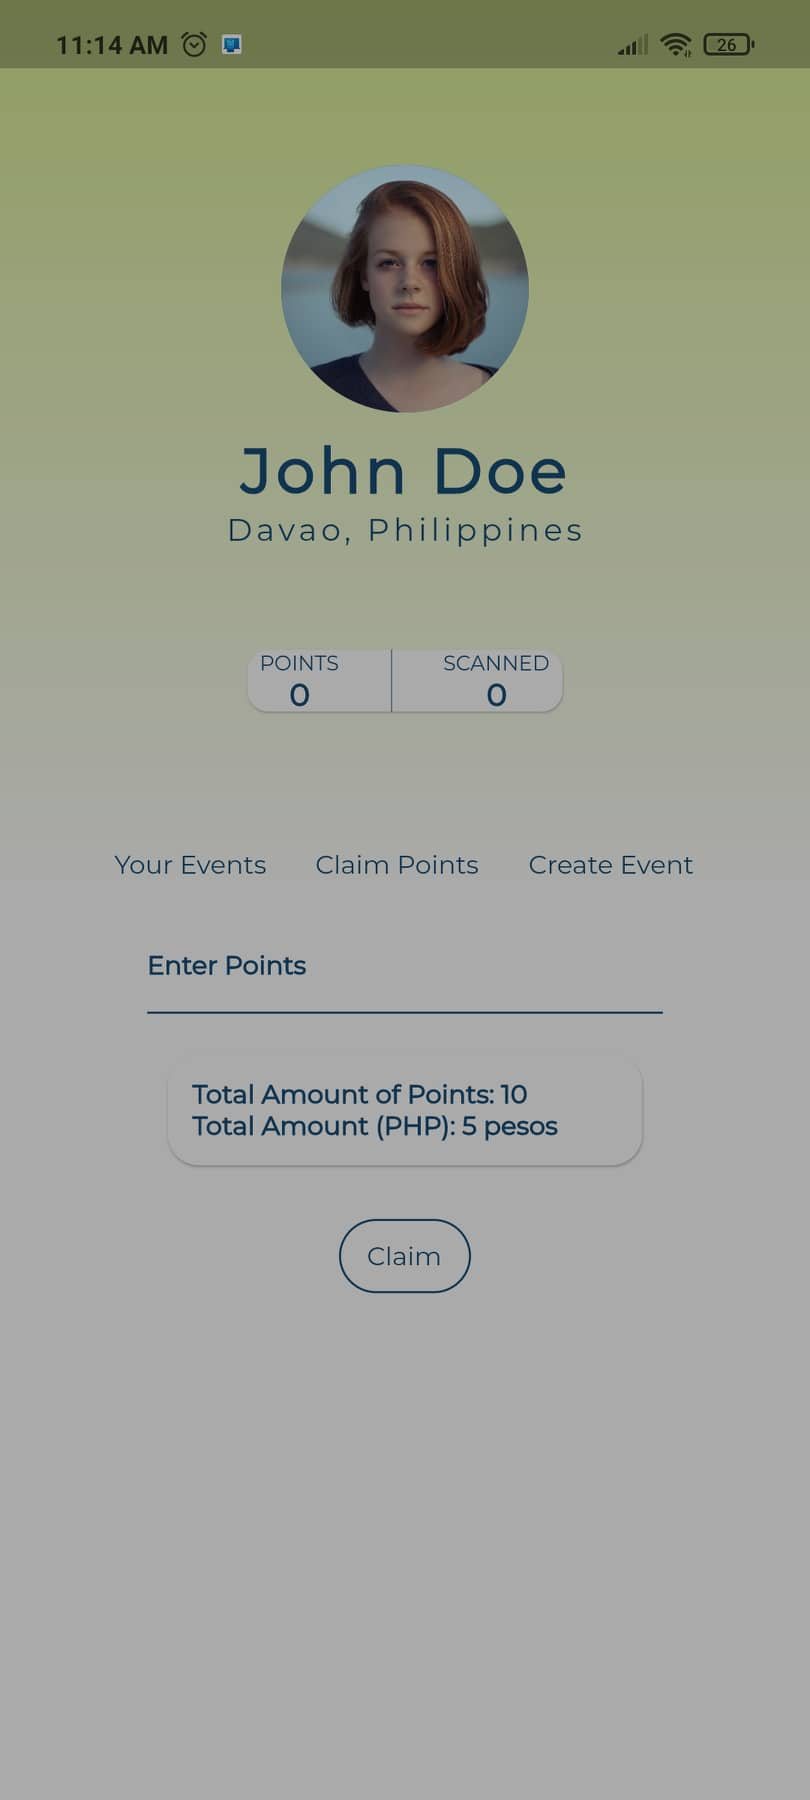 11:14 AM 26
John Doe
Davao, Philippines
POINTS SCANNED
0 0
Your Events Claim Points Create Event
Enter Points
Total Amount of Points: 10
Total Amount (PHP): 5 pesos
Claim